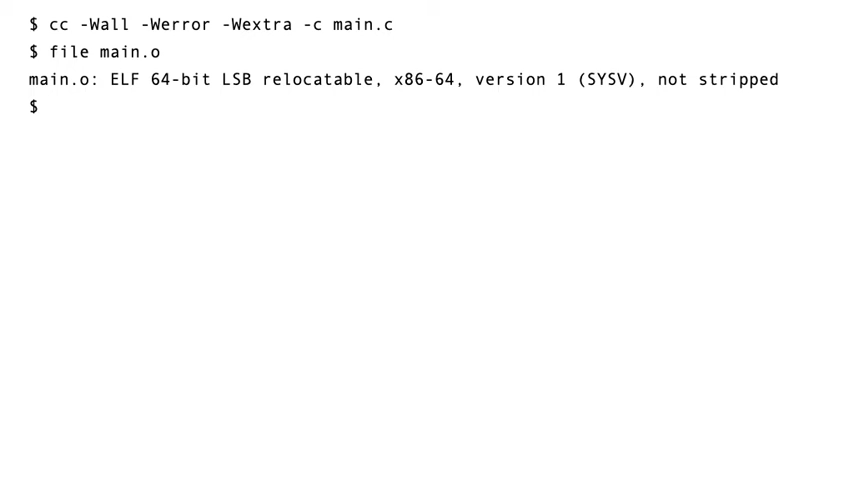 $ cc -Wall -Werror -Wextra -c main.c
$ file main.o
main.o: ELF 64-bit LSB relocatable, x86-64, version 1 (SYSV), not stripped
$